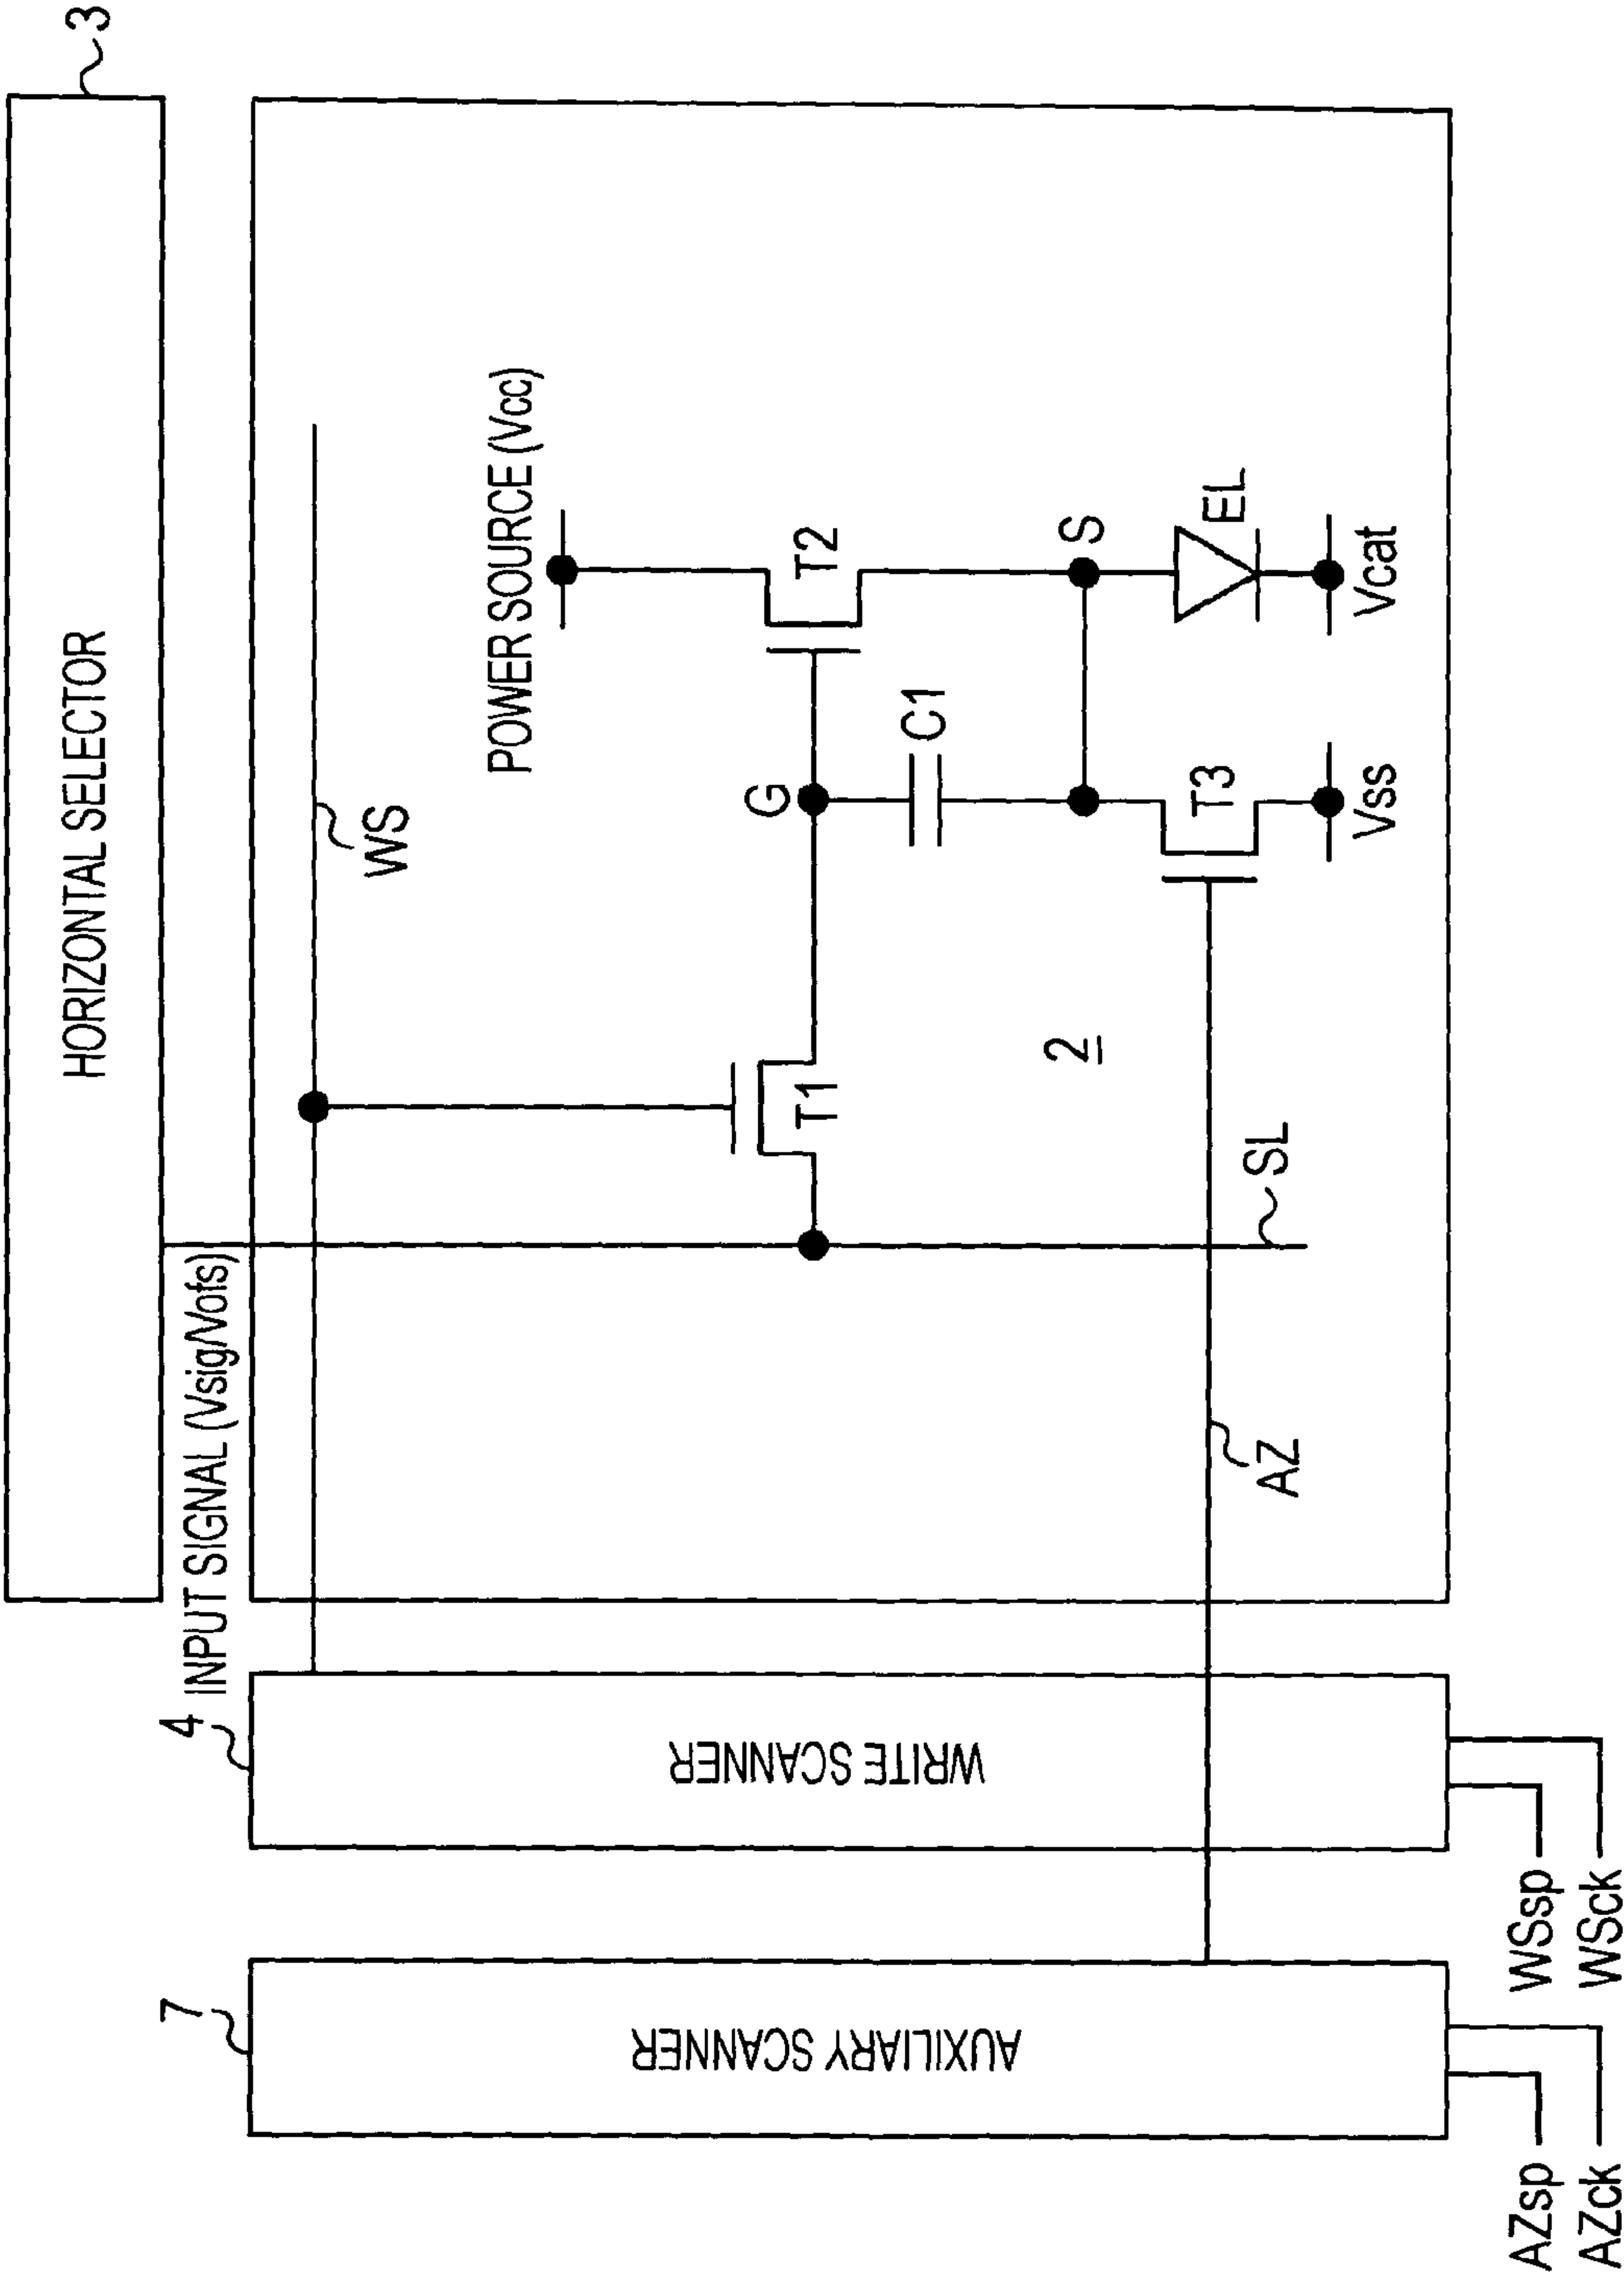 HORIZONTAL SELECTOR
3
INPUT SIGNAL (Vsig/Vofs)
4
7
WS
POWER SOURCE (Vcc)
WRITE SCANNER
AUXILIARY SCANNER
T1
G
T2
C1
2
S
T3
EL
SL
AZ
Vss
Vcat
WSsp
WSck
AZsp
AZck